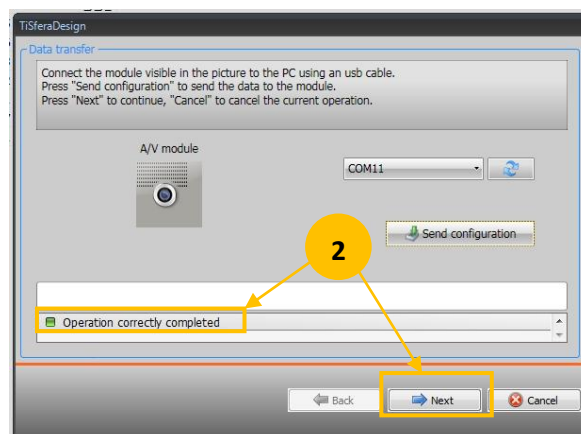 TiSferaDesign
Data transfer
Connect the module visible in the picture to the PC using an usb cable.
Press "Send configuration" to send the data to the module.
Press "Next" to continue, "Cancel" to cancel the current operation.
A/V module
COM11
Send configuration
2
Operation correctly completed
Back
Next
Cancel